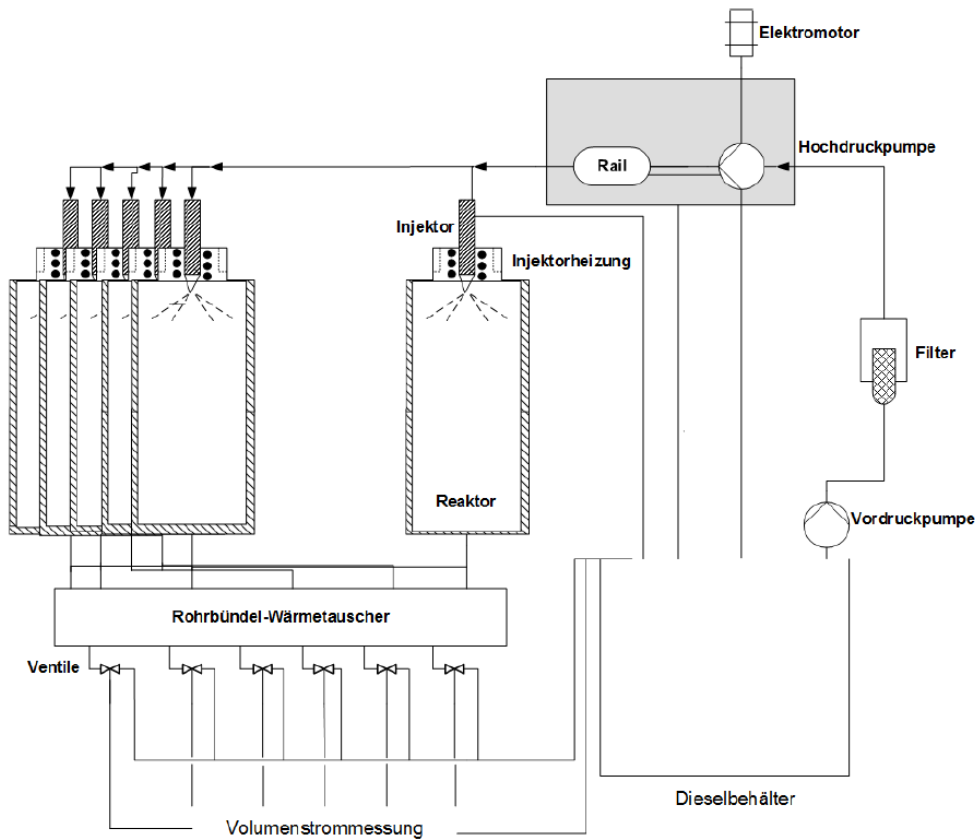 Elektromotor
Hochdruckpumpe
Rail
Injektor
Injektorheizung
Filter
Reaktor
Vordruckpumpe
Rohrbündel-Wärmetauscher
Ventile
Dieselbehälter
Volumenstrommessung